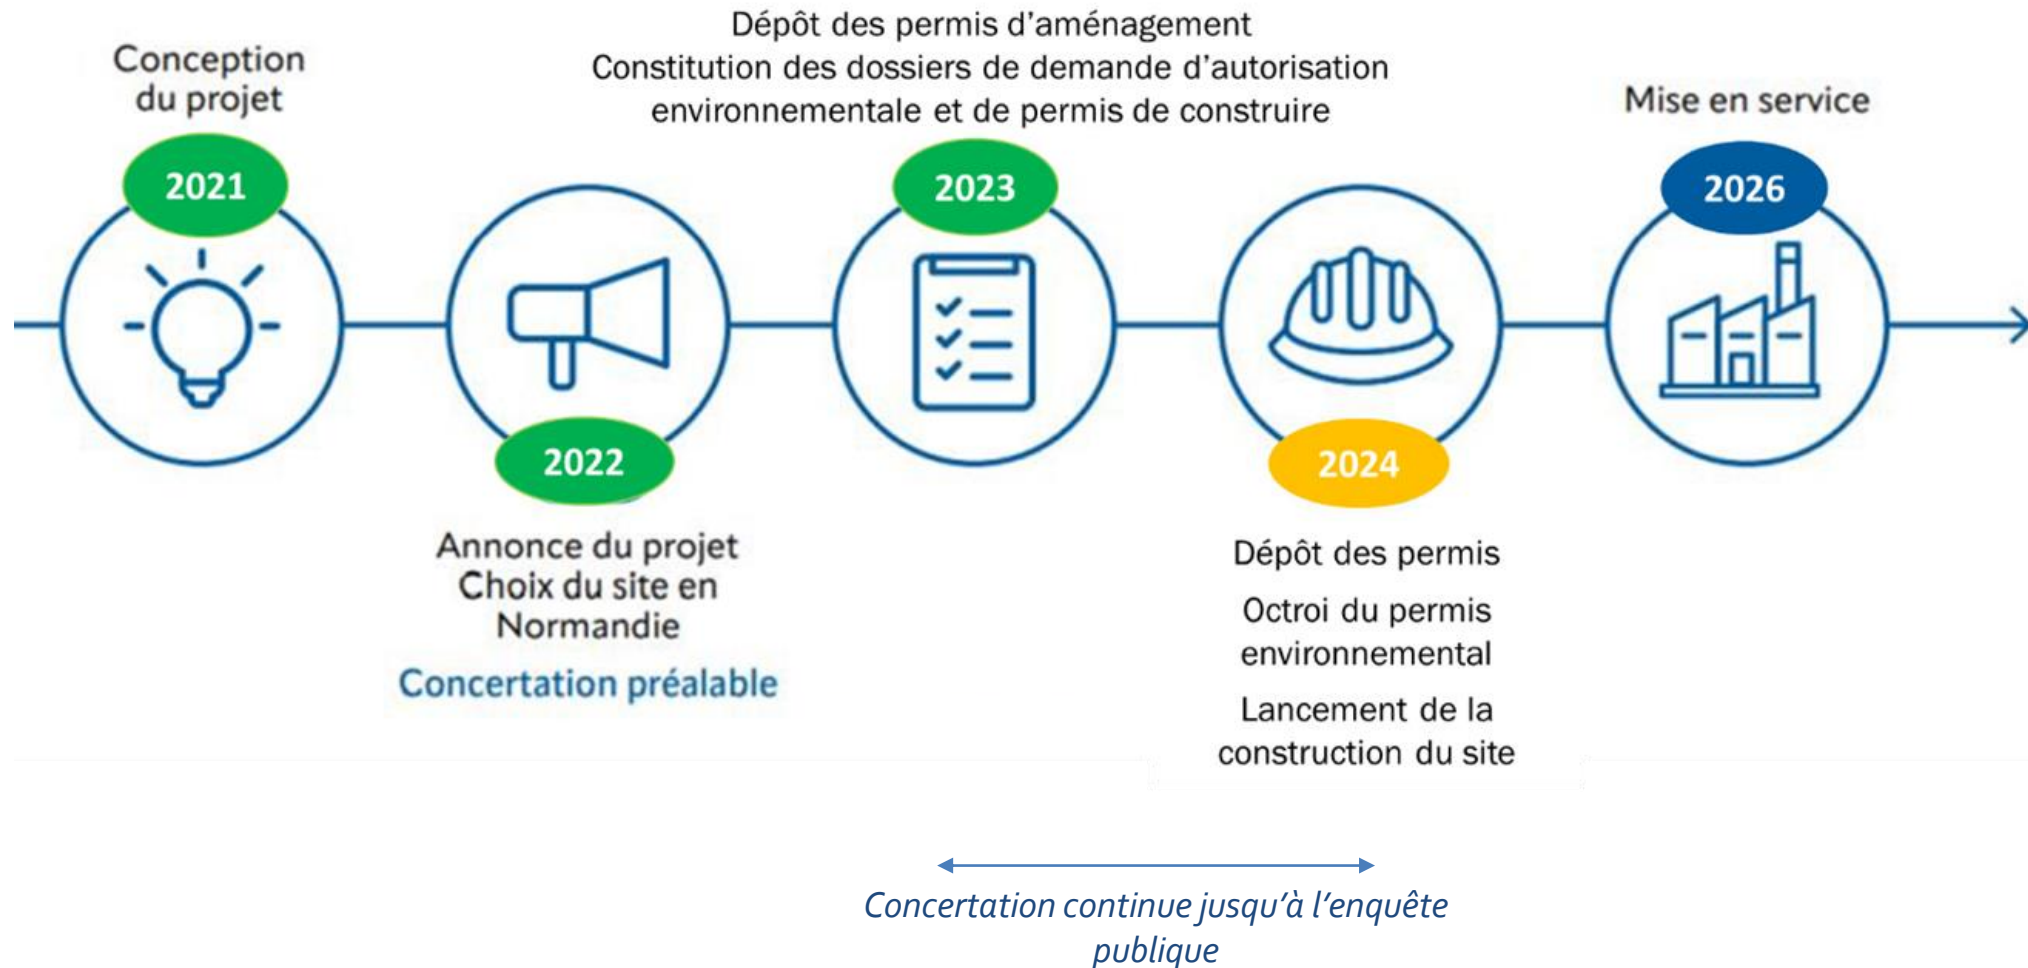 Conception
du projet
2021
2022
Annonce du projet
Choix du site en
Normandie
Concertation préalable
Dépôt des permis d’aménagement
Constitution des dossiers de demande d’autorisation
environnementale et de permis de construire
2023
2024
Dépôt des permis
Octroi du permis
environnemental
Lancement de la
construction du site
Mise en service
2026
Concertation continue jusqu’à l’enquête
publique